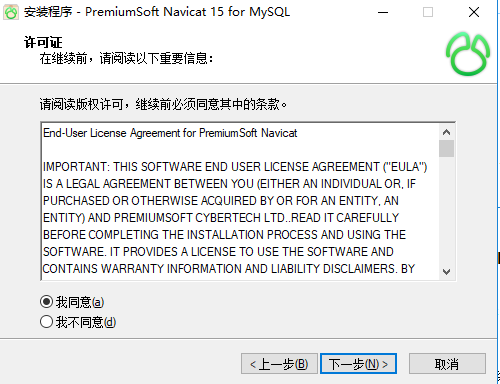 安装程序 - PremiumSoft Navicat 15 for MySQL
许可证
在继续前，请阅读以下重要信息：
请阅读版权许可，继续前必须同意其中的条款。
End-User License Agreement for PremiumSoft Navicat
IMPORTANT: THIS SOFTWARE END USER LICENSE AGREEMENT ("EULA")
IS A LEGAL AGREEMENT BETWEEN YOU (EITHER AN INDIVIDUAL OR, IF
PURCHASED OR OTHERWISE ACQUIRED BY OR FOR AN ENTITY, AN
ENTITY) AND PREMIUMSOFT CYBERTECH LTD..READ IT CAREFULLY
BEFORE COMPLETING THE INSTALLATION PROCESS AND USING THE
SOFTWARE. IT PROVIDES A LICENSE TO USE THE SOFTWARE AND
CONTAINS WARRANTY INFORMATION AND LIABILITY DISCLAIMERS. BY
我同意(a)
我不同意(d)
< 上一步(B)
下一步(N) >
取消